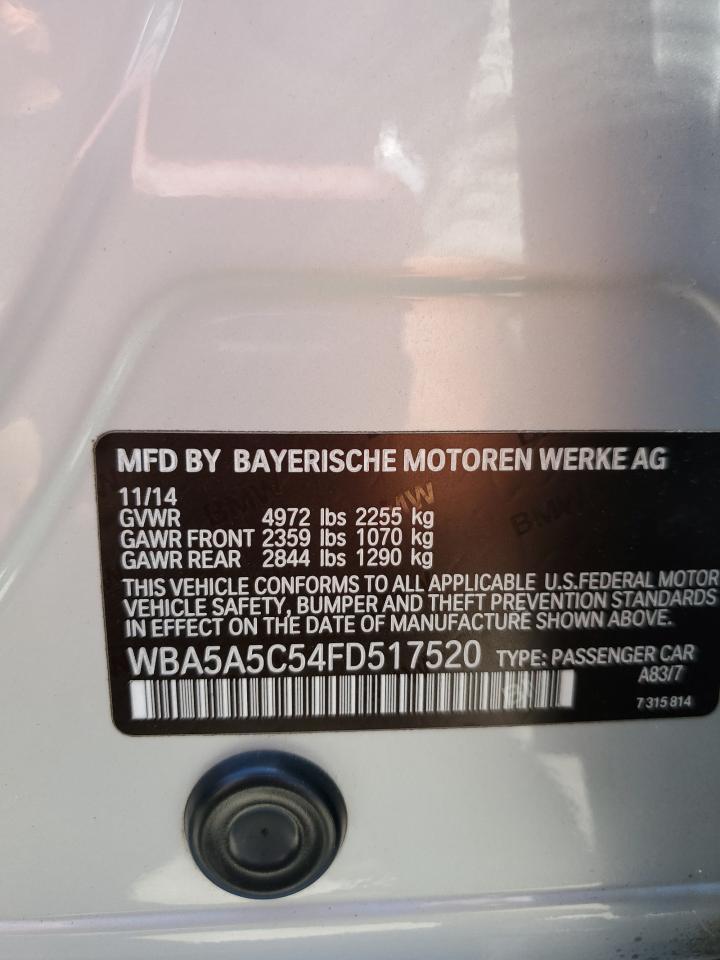 MFD BY BAYERISCHE MOTOREN WERKE AG
11/14
GVWR 4972 lbs 2255 kg
GAWR FRONT 2359 lbs 1070 kg
GAWR REAR 2844 lbs 1290 kg
THIS VEHICLE CONFORMS TO ALL APPLICABLE U.S.FEDERAL MOTOR
VEHICLE SAFETY, BUMPER AND THEFT PREVENTION STANDARDS
IN EFFECT ON THE DATE OF MANUFACTURE SHOWN ABOVE.
WBA5A5C54FD517520 TYPE: PASSENGER CAR
A83/7
7 315 814
BMW
BMW
BMW